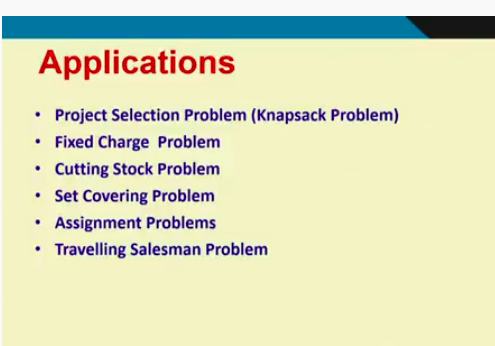 Applications
• Project Selection Problem (Knapsack Problem)
• Fixed Charge  Problem
• Cutting Stock Problem
• Set Covering Problem
• Assignment Problems
• Travelling Salesman Problem